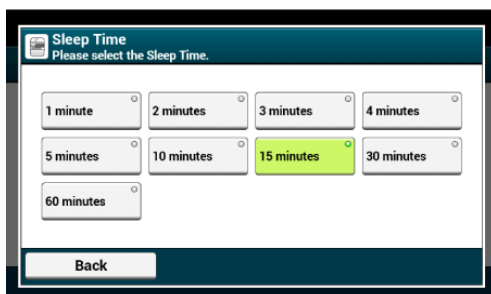 Sleep Time
Please select the Sleep Time.
1 minute 2 minutes 3 minutes 4 minutes
5 minutes 10 minutes 15 minutes 30 minutes
60 minutes
Back